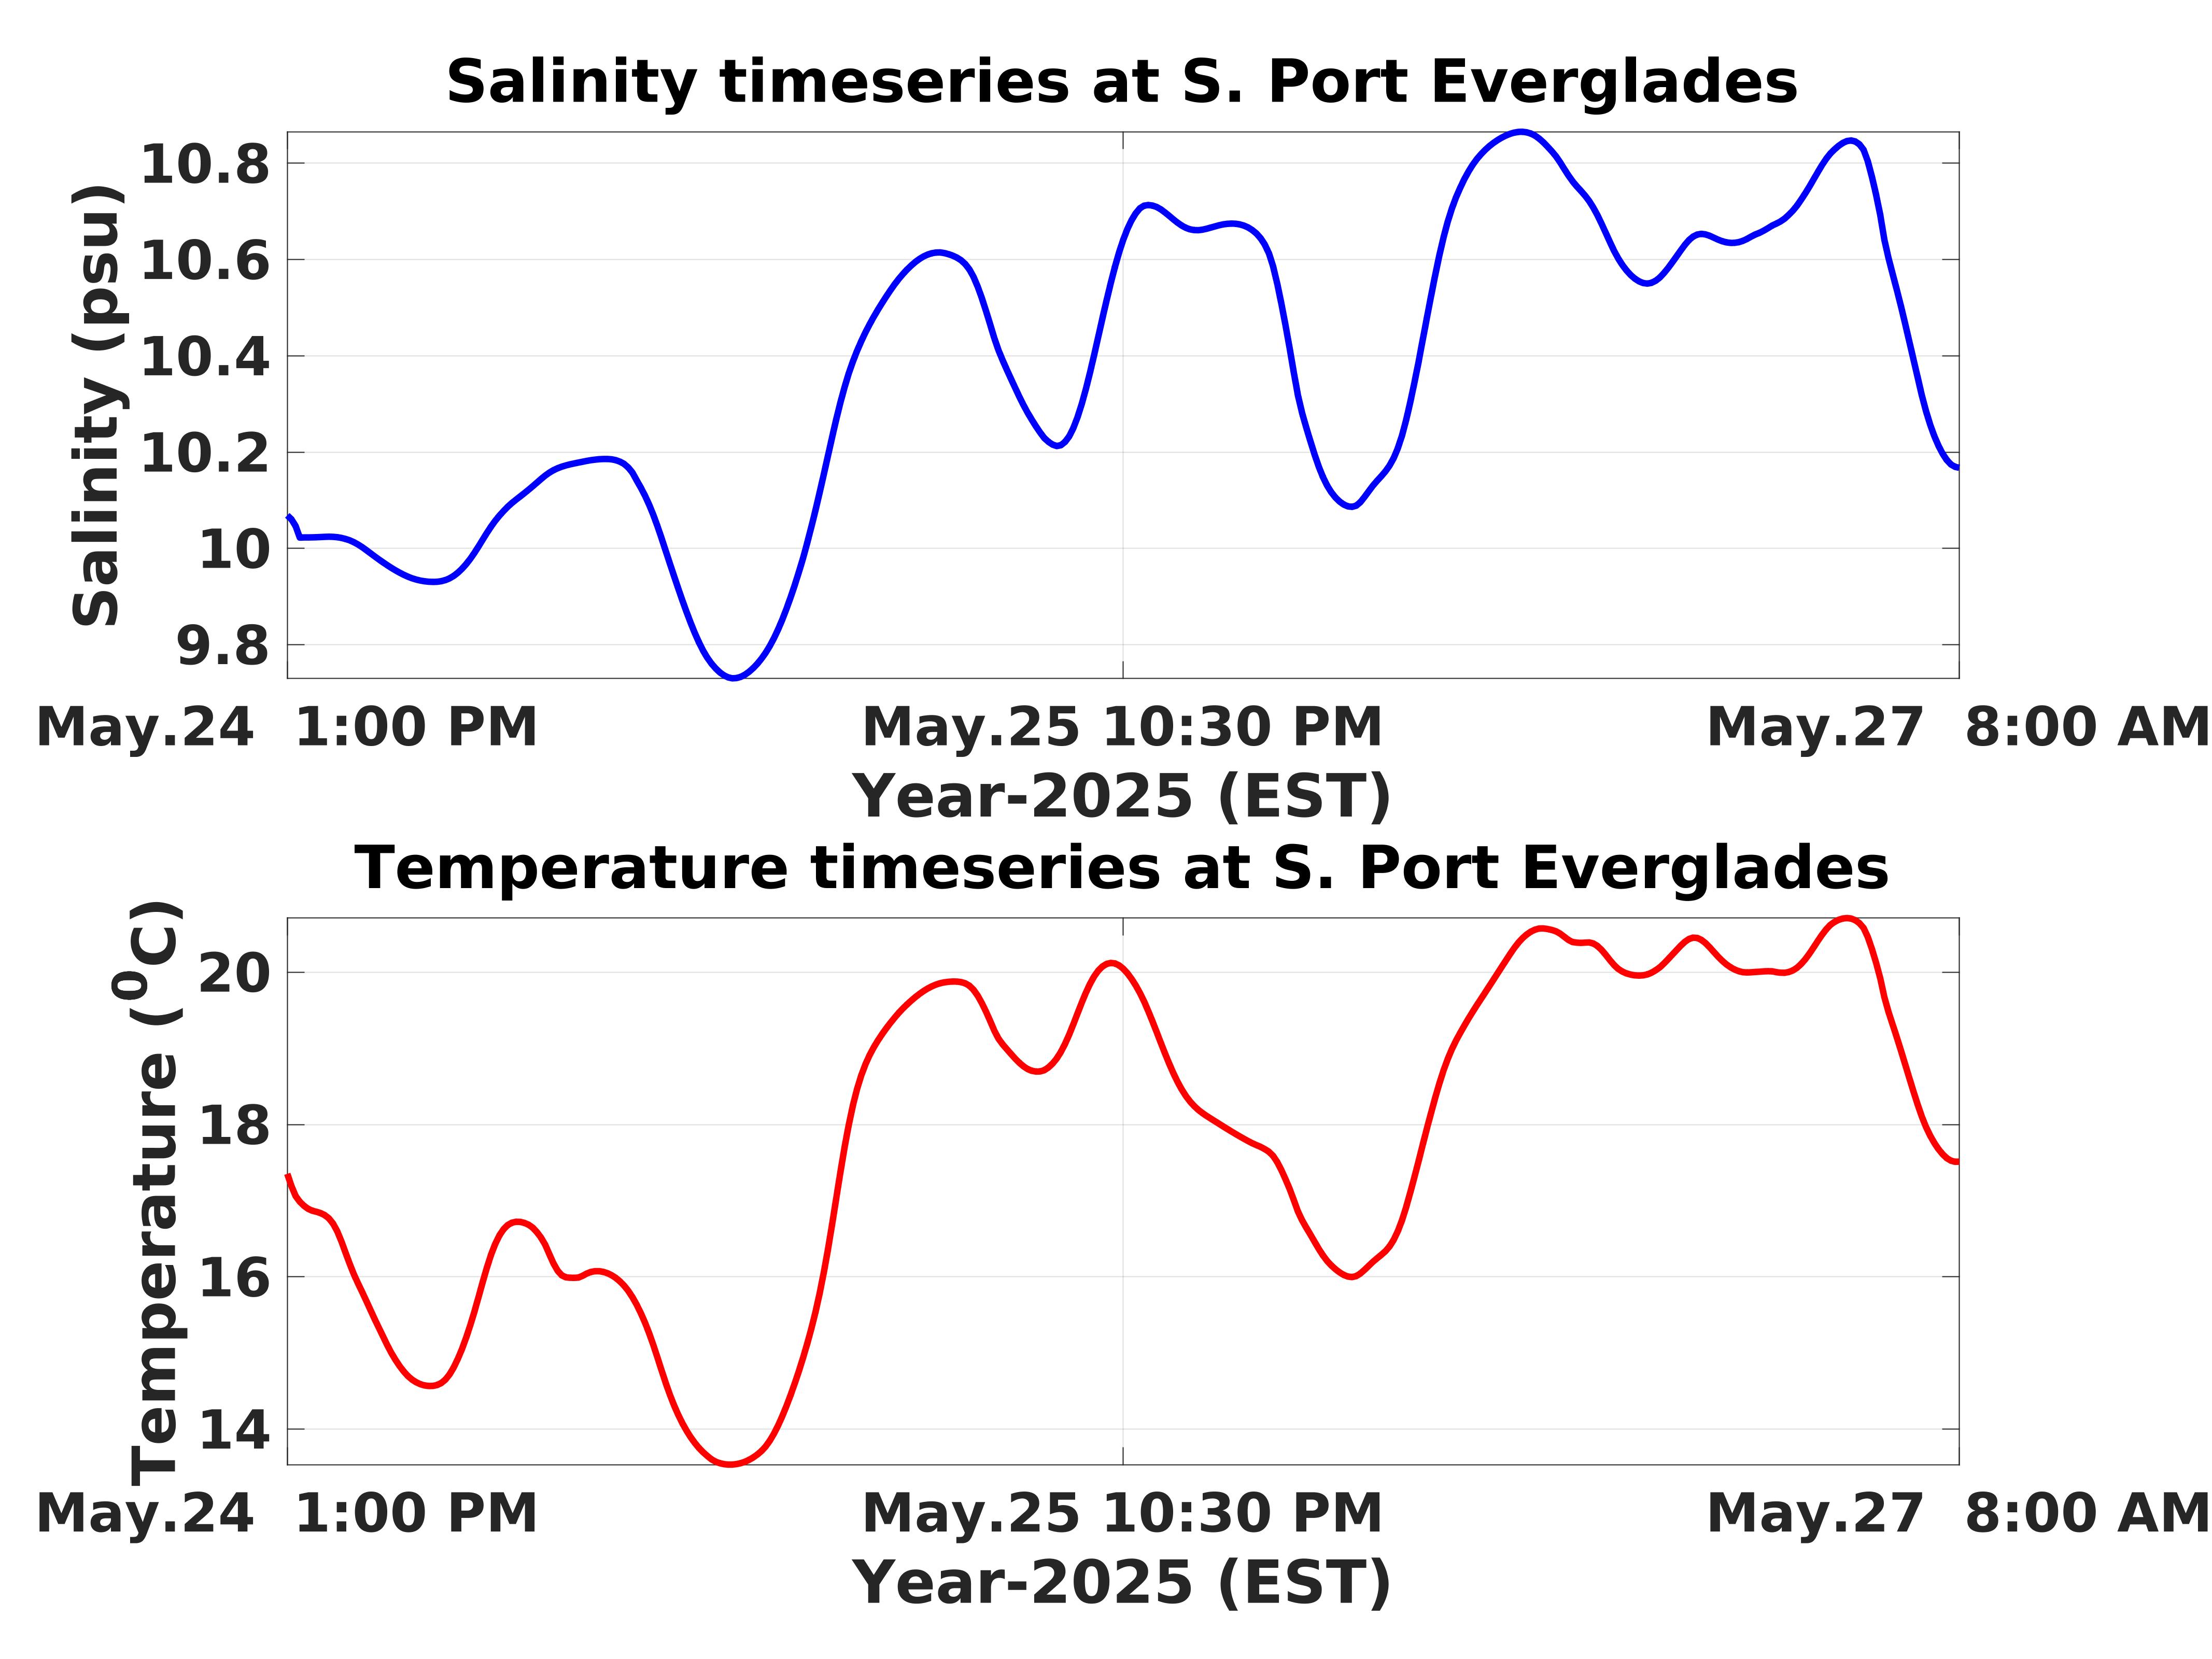 Salinity timeseries at S. Port Everglades
Salinity (psu)
10.8
10.6
10.4
10.2
10
9.8
May.24 1:00 PM May.25 10:30 PM May.27 8:00 AM
Year-2025 (EST)
Temperature timeseries at S. Port Everglades
Temperature (⁰C)
20
18
16
14
May.24 1:00 PM May.25 10:30 PM May.27 8:00 AM
Year-2025 (EST)